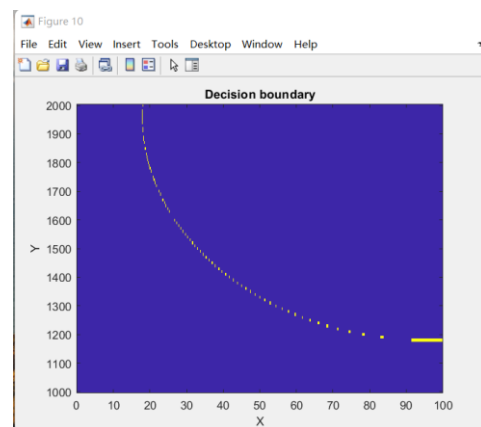 Figure 10
File Edit View Insert Tools Desktop Window Help
Decision boundary
2000
1900
1800
1700
1600
1500
1400
1300
1200
1100
1000
Y
0 10 20 30 40 50 60 70 80 90 100
X